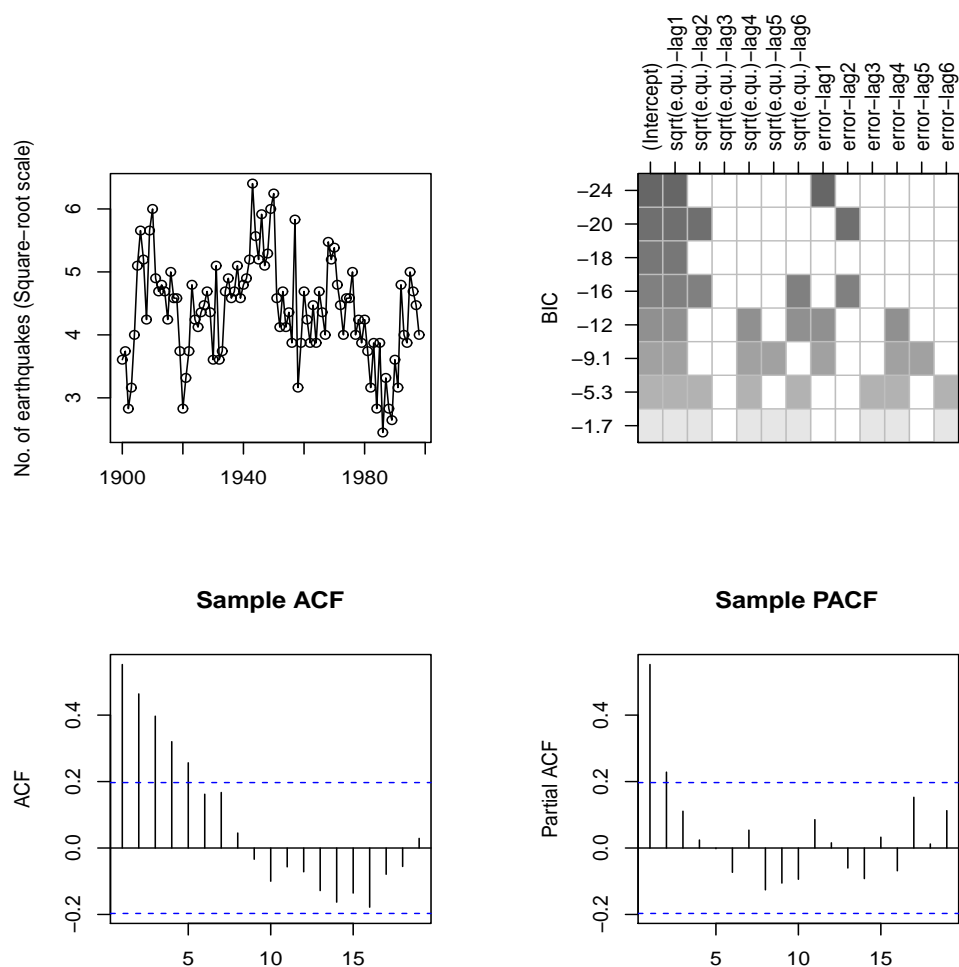 No. of earthquakes (Square−root scale)
6
5
4
3
1900
1940
1980
(Intercept)
sqrt(e.qu.)−lag1
sqrt(e.qu.)−lag2
sqrt(e.qu.)−lag3
sqrt(e.qu.)−lag4
sqrt(e.qu.)−lag5
sqrt(e.qu.)−lag6
error−lag1
error−lag2
error−lag3
error−lag4
error−lag5
error−lag6
BIC
−24
−20
−18
−16
−12
−9.1
−5.3
−1.7
Sample ACF
ACF
0.4
0.2
0.0
−0.2
5
10
15
Sample PACF
Partial ACF
0.4
0.2
0.0
−0.2
5
10
15